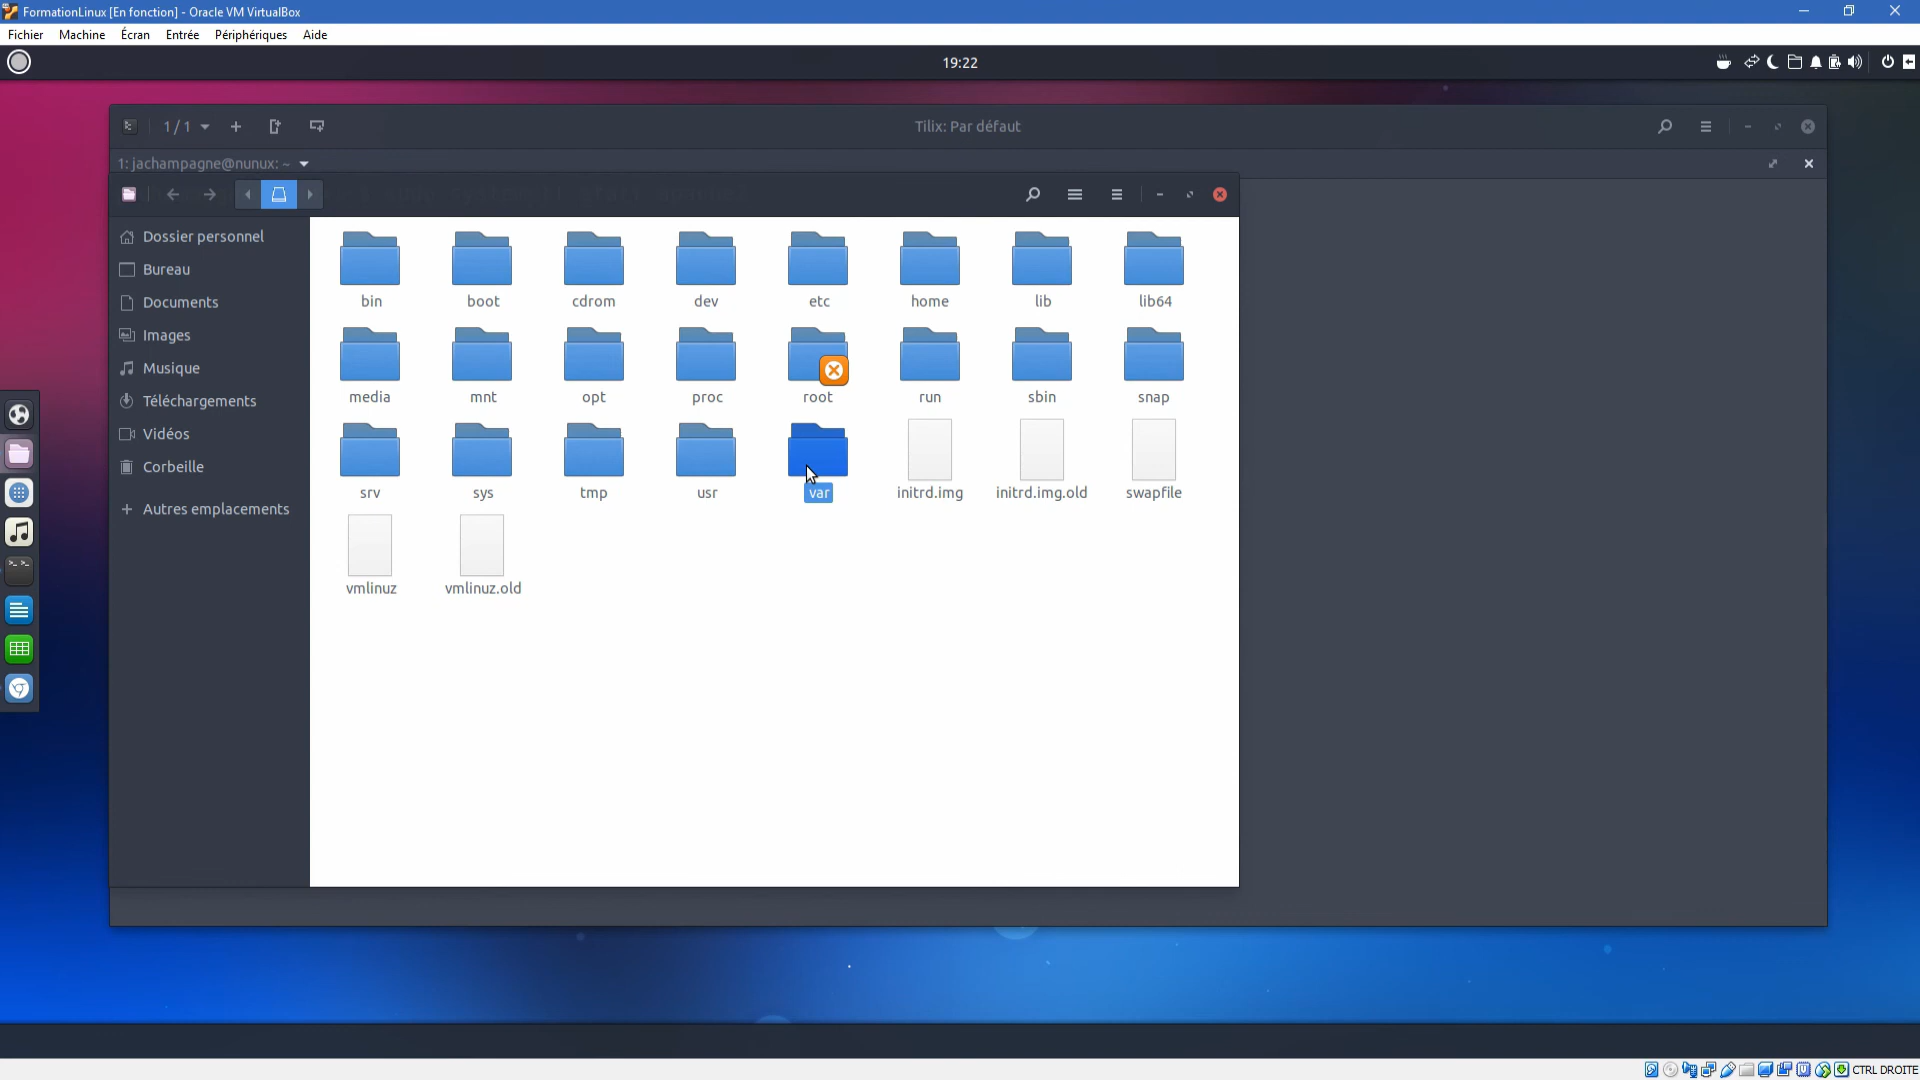 FormationLinux [En fonction] - Oracle VM VirtualBox
Fichier Machine Écran Entrée Périphériques Aide
19:22
1 / 1
Tilix: Par défaut
1: jachampagne@nunux: ~
Dossier personnel
Bureau
Documents
Images
Musique
Téléchargements
Vidéos
Corbeille
+ Autres emplacements
bin boot cdrom dev etc home lib lib64
media mnt opt proc root run sbin snap
srv sys tmp usr var initrd.img initrd.img.old swapfile
vmlinuz vmlinuz.old
CTRL DROITE